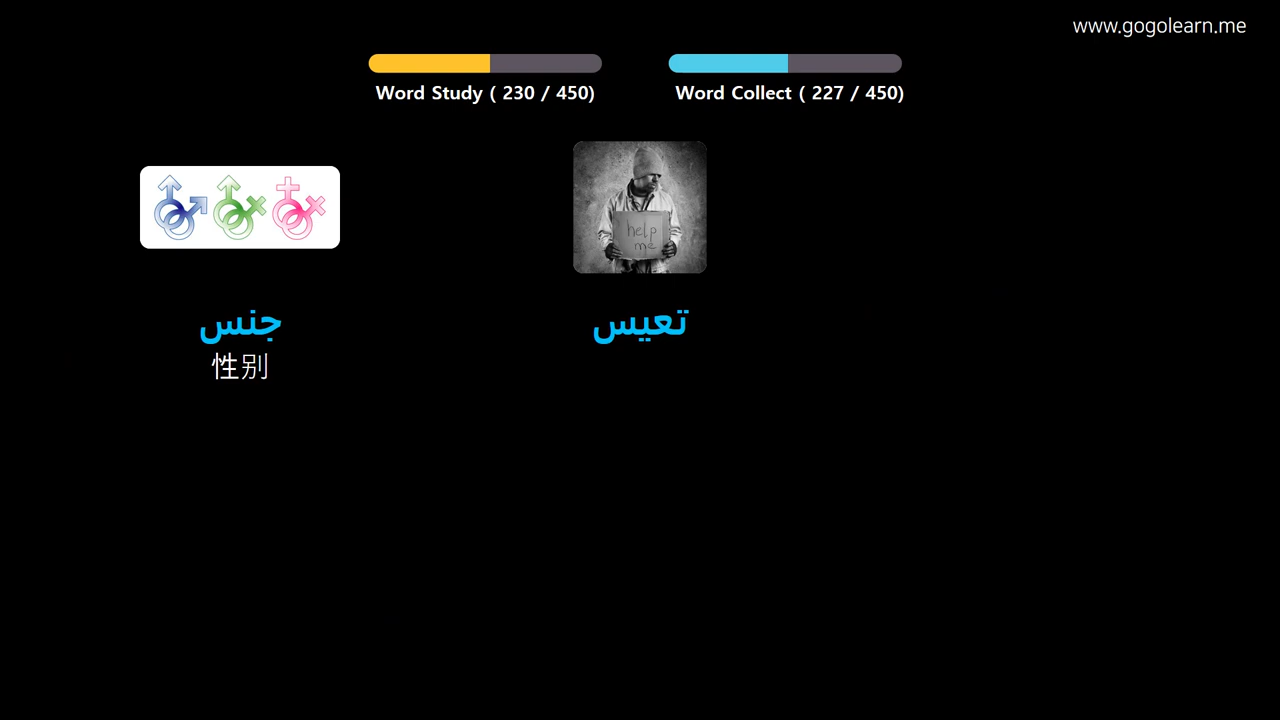 www.gogolearn.me
Word Study ( 230 / 450)
Word Collect ( 227 / 450)
help
me
جنس
تعيس
性别